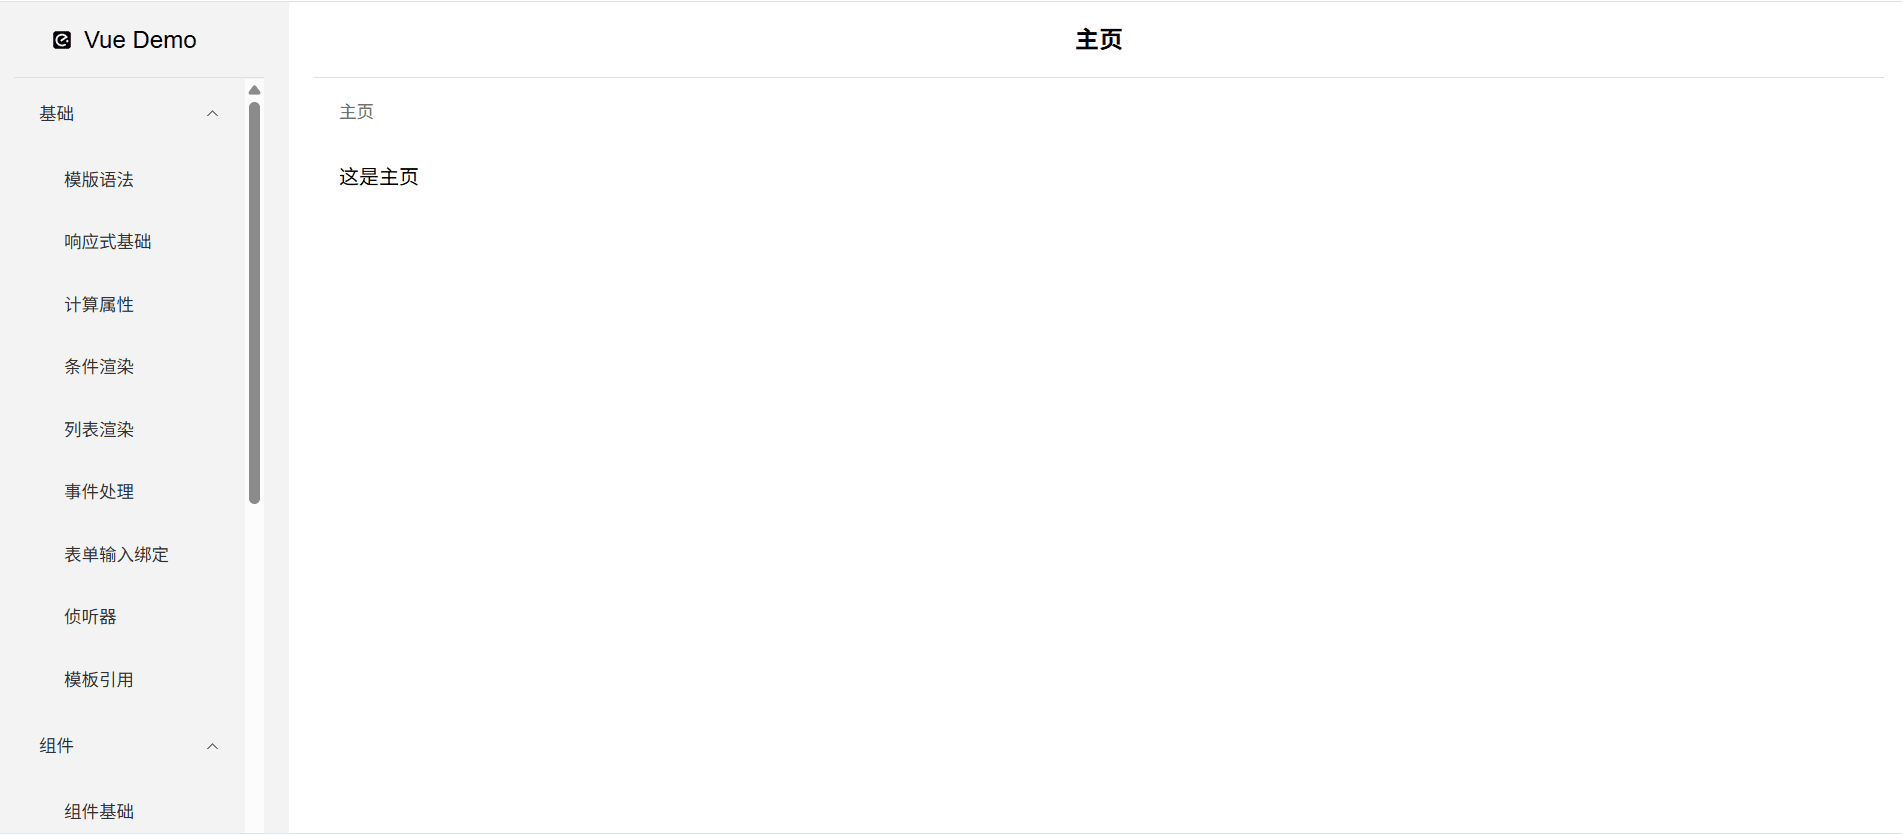 Vue Demo
基础
模版语法
响应式基础
计算属性
条件渲染
列表渲染
事件处理
表单输入绑定
侦听器
模板引用
组件
组件基础
主页
主页
这是主页